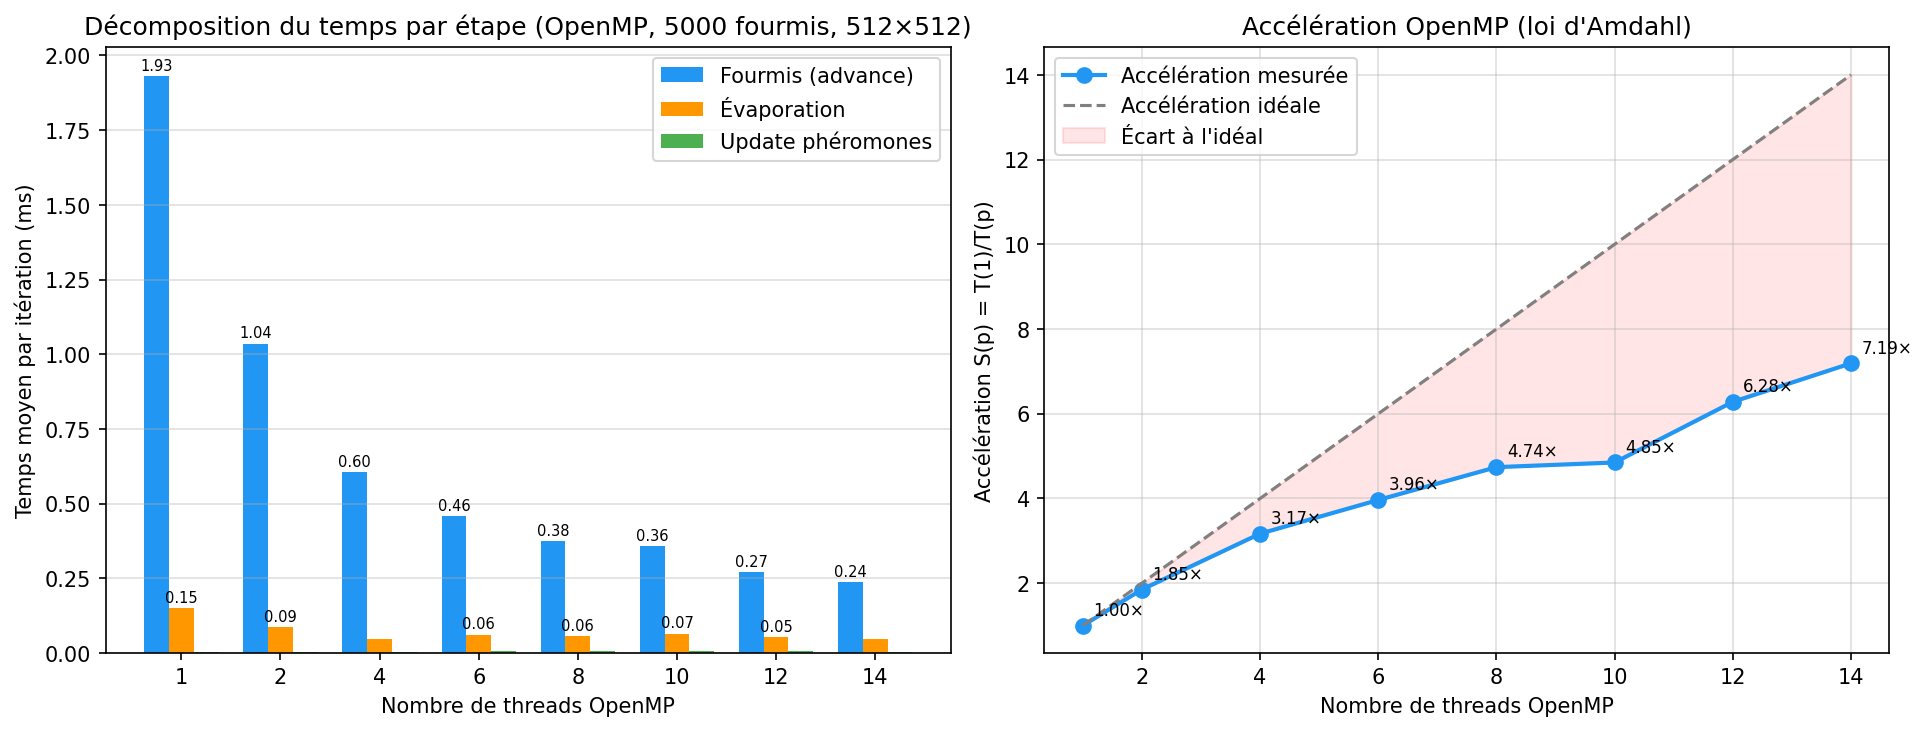 Décomposition du temps par étape (OpenMP, 5000 fourmis, 512×512)
Temps moyen par itération (ms)
2.00
1.75
1.50
1.25
1.00
0.75
0.50
0.25
0.00
Fourmis (advance)
Évaporation
Update phéromones
1.93
0.15
1.04
0.09
0.60
0.46
0.06
0.38
0.06
0.36
0.07
0.27
0.05
0.24
1 2 4 6 8 10 12 14
Nombre de threads OpenMP
Accélération OpenMP (loi d'Amdahl)
Accélération S(p) = T(1)/T(p)
14
12
10
8
6
4
2
Accélération mesurée
Accélération idéale
Écart à l'idéal
1.00×
1.85×
3.17×
3.96×
4.74×
4.85×
6.28×
7.19×
2 4 6 8 10 12 14
Nombre de threads OpenMP